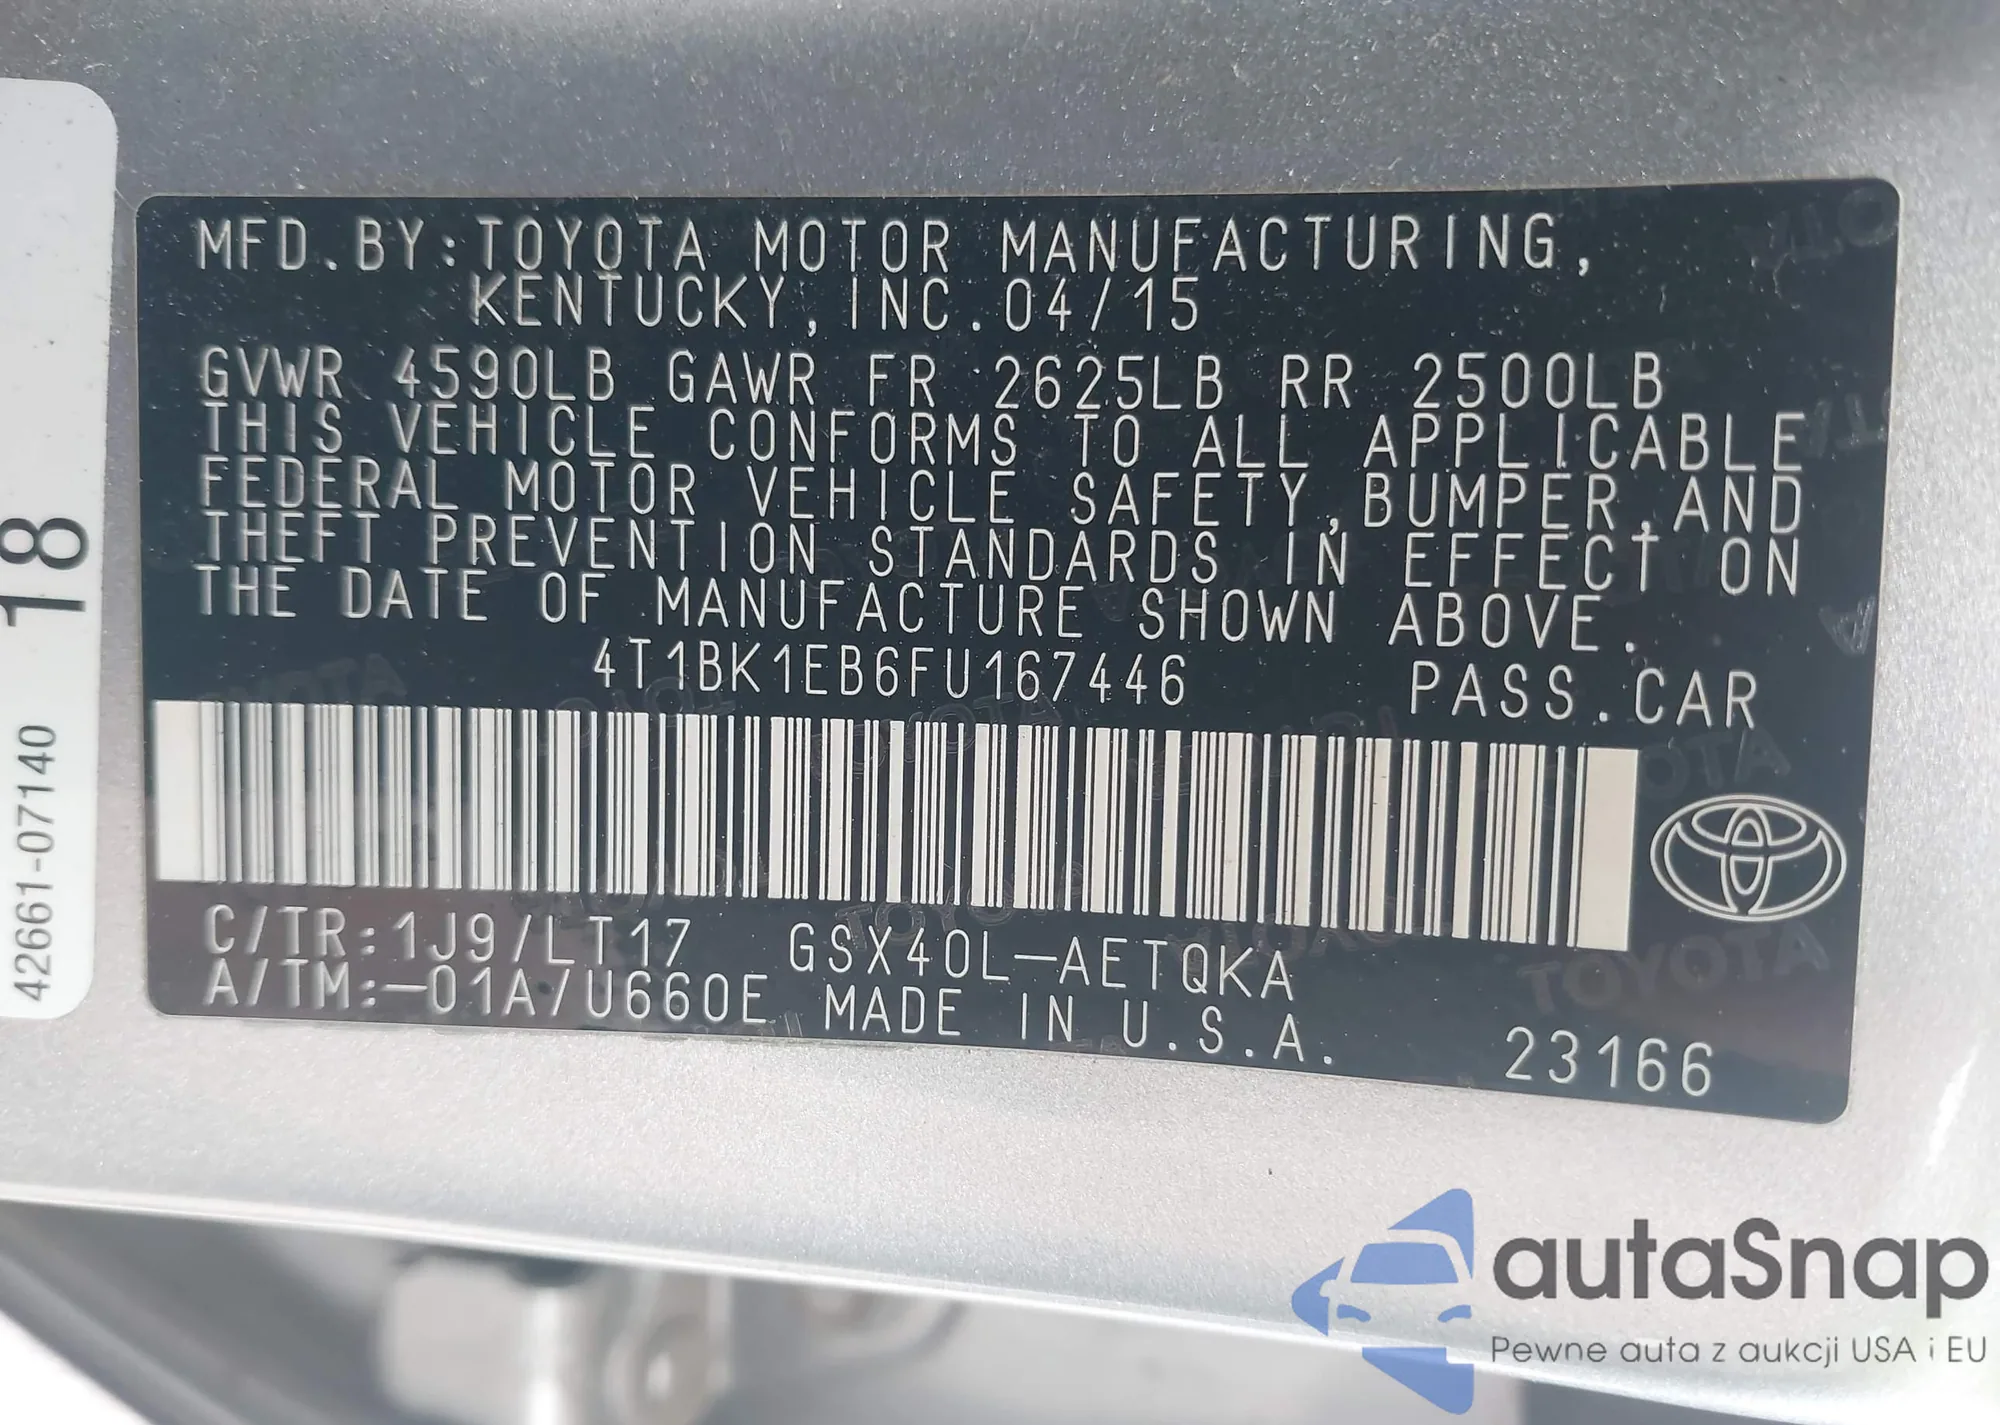 MFD.BY:TOYOTA MOTOR MANUFACTURING,
KENTUCKY,INC.04/15
GVWR 4590LB GAWR FR 2625LB RR 2500LB
THIS VEHICLE CONFORMS TO ALL APPLICABLE
FEDERAL MOTOR VEHICLE SAFETY,BUMPER,AND
THEFT PREVENTION STANDARDS IN EFFECT ON
THE DATE OF MANUFACTURE SHOWN ABOVE.
4T1BK1EB6FU167446 PASS.CAR
C/TR:1J9/LT17 GSX40L-AETQKA
A/TM:-01A/U660E MADE IN U.S.A.
23166
18
42661-07140
TOYOTA
autaSnap
Pewne auta z aukcji USA i EU